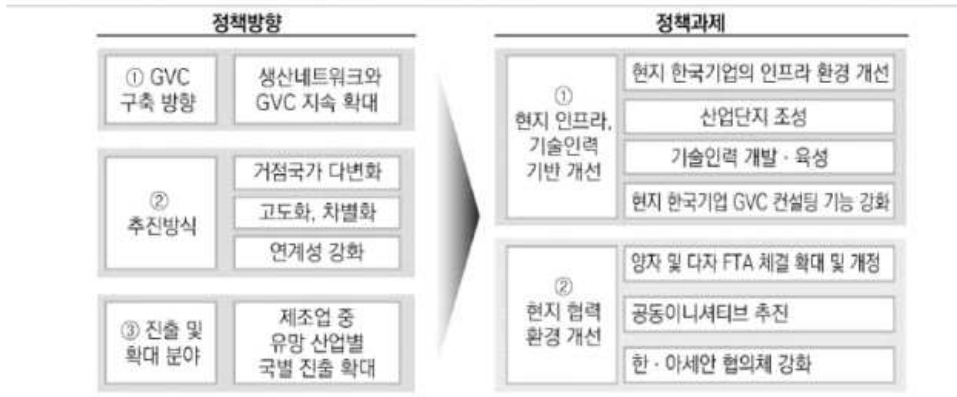 정책방향
① GVC
구축 방향
생산네트워크와
GVC 지속 확대
②
추진방식
거점국가 다변화
고도화, 차별화
연계성 강화
③ 진출 및
확대 분야
제조업 중
유망 산업별
국별 진출 확대
정책과제
①
현지 인프라,
기술인력
기반 개선
현지 한국기업의 인프라 환경 개선
산업단지 조성
기술인력 개발 · 육성
현지 한국기업 GVC 컨설팅 기능 강화
②
현지 협력
환경 개선
양자 및 다자 FTA 체결 확대 및 개정
공동이니셔티브 추진
한 · 아세안 협의체 강화